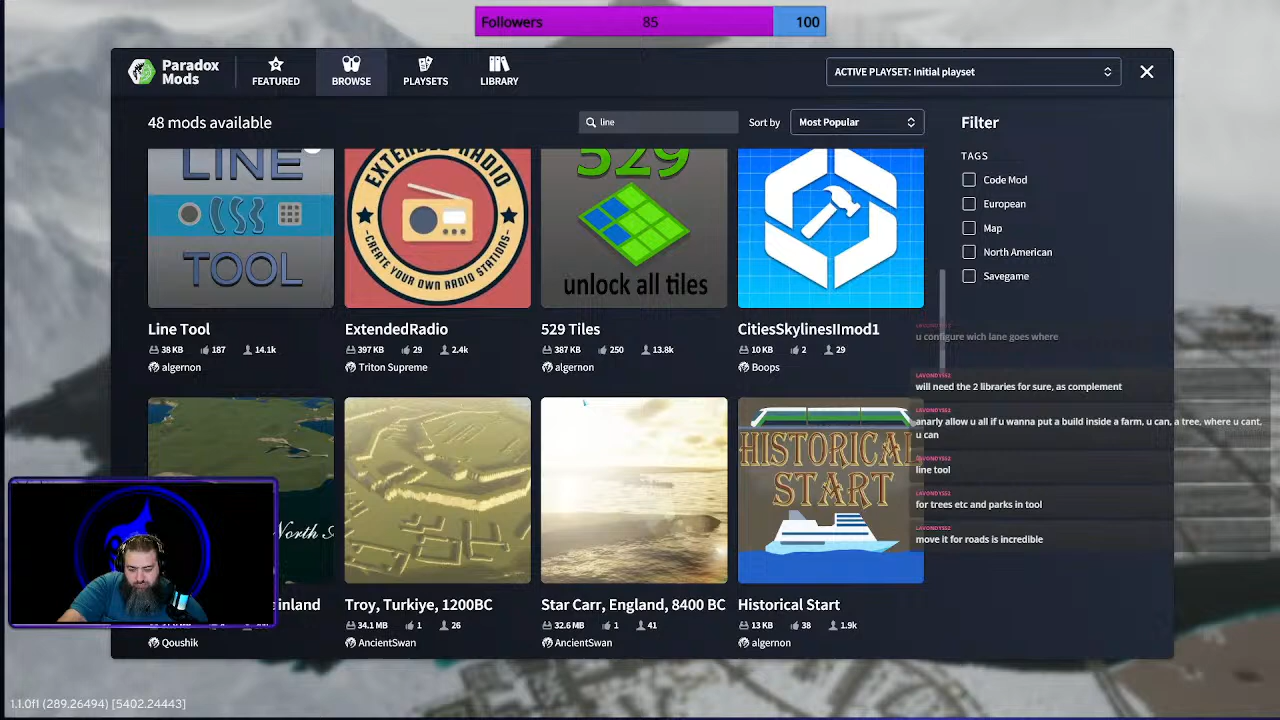 Followers 85 100
Paradox Mods
FEATURED
BROWSE
PLAYSETS
LIBRARY
ACTIVE PLAYSET: Initial playset
48 mods available
line
Sort by
Most Popular
Filter
TAGS
Code Mod
European
Map
North American
Savegame
LINE
TOOL
EXTENDED RADIO
CREATE YOUR OWN RADIO STATIONS
529
unlock all tiles
Line Tool
38 KB 187 14.1k
algernon
ExtendedRadio
397 KB 29 2.4k
Triton Supreme
529 Tiles
387 KB 250 13.8k
algernon
CitiesSkylinesIImod1
10 KB 2 29
Boops
LAVONDYSS2
u configure wich lane goes where
LAVONDYSS2
will need the 2 libraries for sure, as complement
LAVONDYSS2
anarly allow u all if u wanna put a build inside a farm, u can, a tree, where u cant,
u can
LAVONDYSS2
line tool
LAVONDYSS2
for trees etc and parks in tool
LAVONDYSS2
move it for roads is incredible
North
HISTORICAL
START
inland
Qoushik
Troy, Turkiye, 1200BC
34.1 MB 1 26
AncientSwan
Star Carr, England, 8400 BC
32.6 MB 1 41
AncientSwan
Historical Start
13 KB 38 1.9k
algernon
1.1.0f1 (289.26494) [5402.24443]